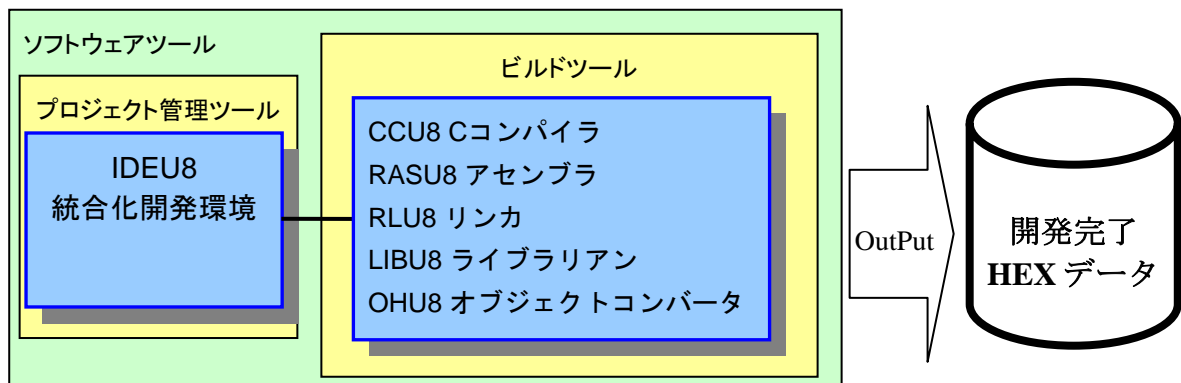 ソフトウェアツール
プロジェクト管理ツール
IDEU8
統合化開発環境
ビルドツール
CCU8 Cコンパイラ
RASU8 アセンブラ
RLU8 リンカ
LIBU8 ライブラリアン
OHU8 オブジェクトコンバータ
OutPut
開発完了
HEX データ